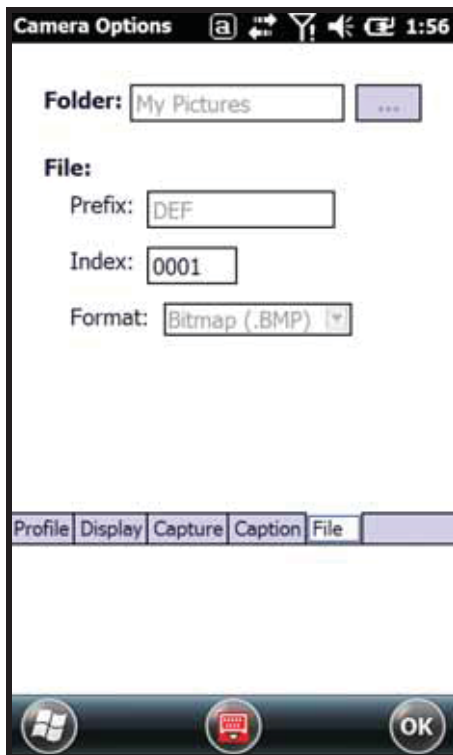 Camera Options a 1:56
Folder: My Pictures ...
File:
Prefix: DEF
Index: 0001
Format: Bitmap (.BMP)
Profile Display Capture Caption File
OK